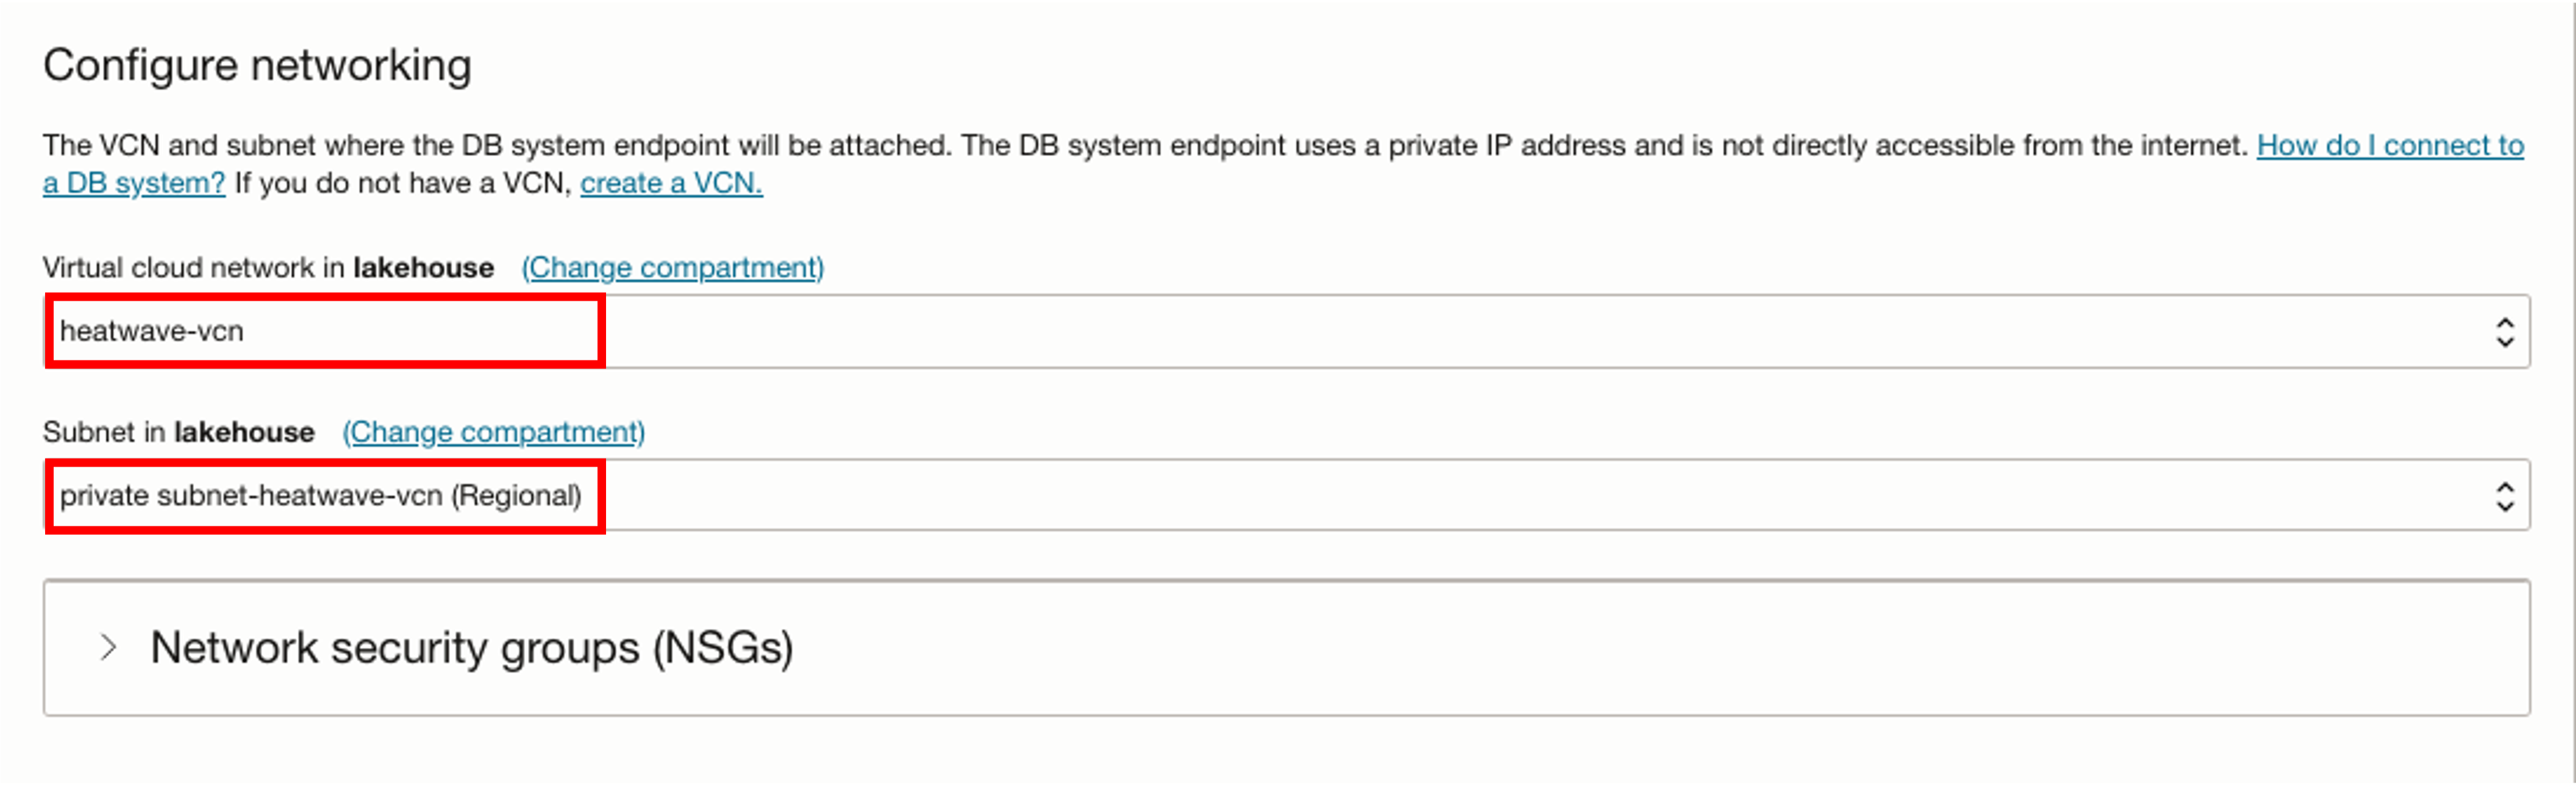 Configure networking
The VCN and subnet where the DB system endpoint will be attached. The DB system endpoint uses a private IP address and is not directly accessible from the internet. How do I connect to
a DB system? If you do not have a VCN, create a VCN.
Virtual cloud network in lakehouse (Change compartment)
heatwave-vcn
Subnet in lakehouse (Change compartment)
private subnet-heatwave-vcn (Regional)
Network security groups (NSGs)